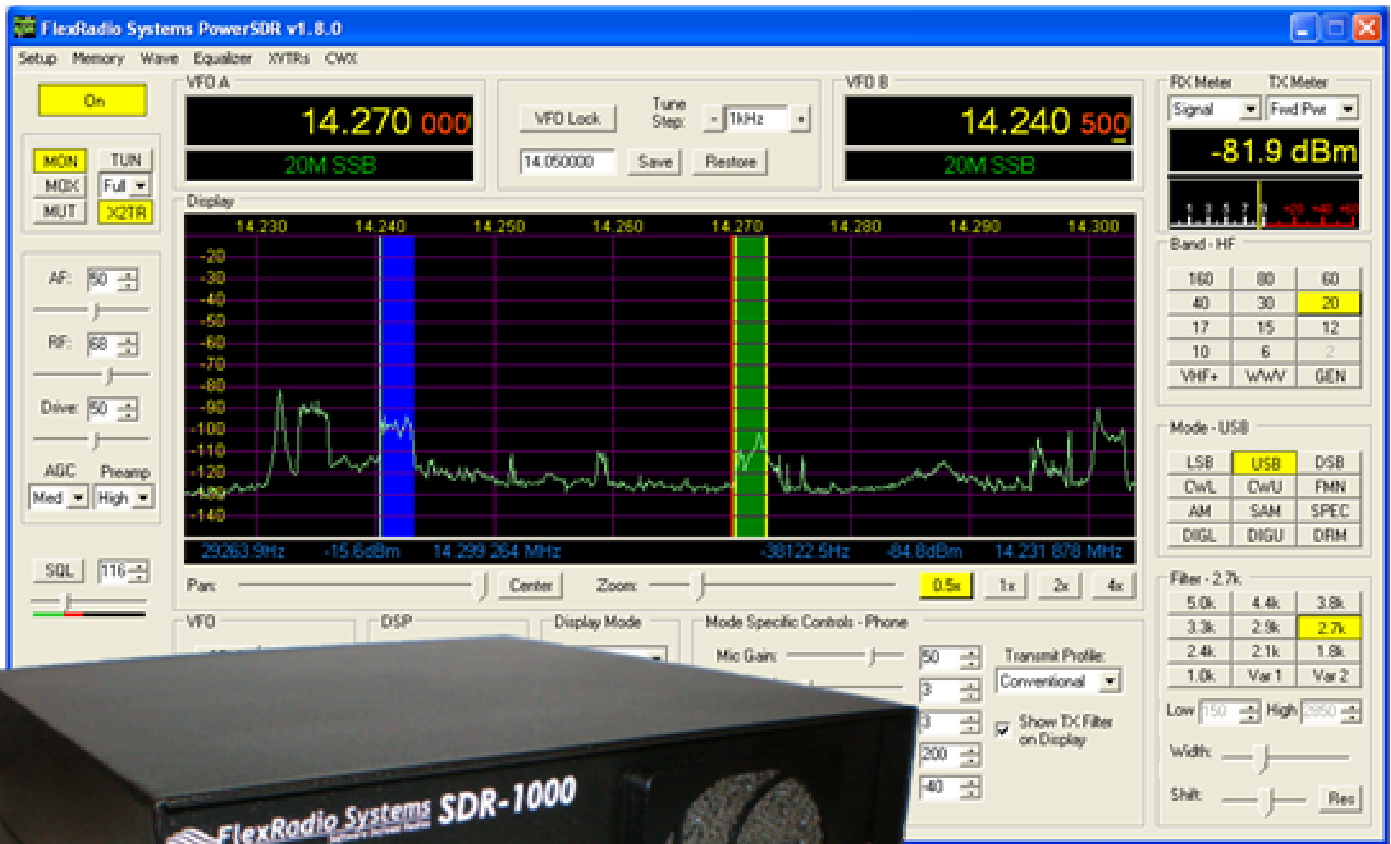 FlexRadio Systems PowerSDR v1.8.0
Setup Memory Wave Equalizer XVTRs CWX
On
MON TUN
MOX Full
MUT X2TR
AF: 50
RF: 68
Drive: 50
AGC Preamp
Med High
SQL 116
VFO A
14.270 000
20M SSB
VFO Lock
Tune
Step: - 1kHz +
14.050000 Save Restore
VFO B
14.240 500
20M SSB
RX Meter TX Meter
Signal Fwd Pwr
-81.9 dBm
1 3 5 7 9 +20 +40 +60
Display
14.230 14.240 14.250 14.260 14.270 14.280 14.290 14.300
-20
-30
-40
-50
-60
-70
-80
-90
-100
-110
-120
-130
-140
29263.9Hz -15.6dBm 14.299 264 MHz -38122.5Hz -84.8dBm 14.231 878 MHz
Pan: Center Zoom: 0.5x 1x 2x 4x
Band - HF
160 80 60
40 30 20
17 15 12
10 6 2
VHF+ WWV GEN
Mode - USB
LSB USB DSB
CWL CWU FMN
AM SAM SPEC
DIGL DIGU DRM
Filter - 2.7k
5.0k 4.4k 3.8k
3.3k 2.9k 2.7k
2.4k 2.1k 1.8k
1.0k Var 1 Var 2
Low 150 High 2850
Width:
Shift: Res
VFO DSP Display Mode Mode Specific Controls - Phone
Mic Gain: 50
3
3
200
-40
Transmit Profile:
Conventional
Show TX Filter
on Display
FlexRadio Systems SDR-1000